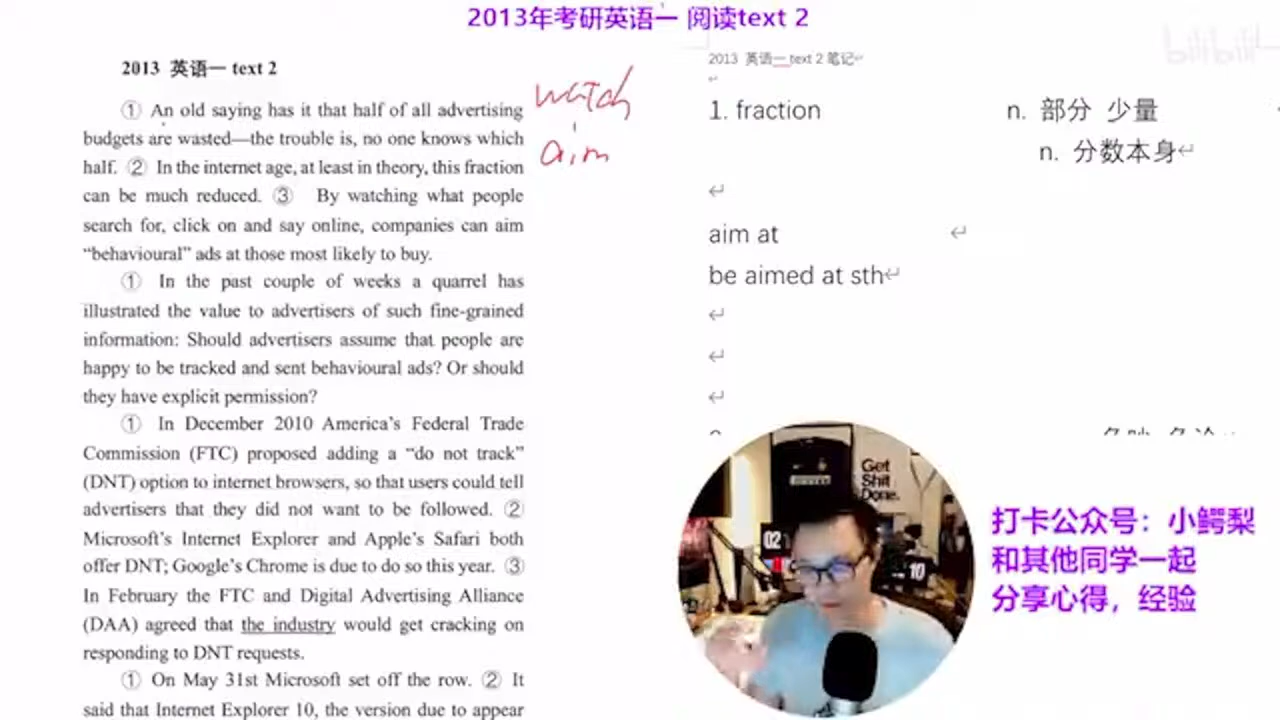 2013年考研英语一 阅读text 2
bilibili
2013 英语一 text 2
① An old saying has it that half of all advertising
budgets are wasted—the trouble is, no one knows which
half. ② In the internet age, at least in theory, this fraction
can be much reduced. ③ By watching what people
search for, click on and say online, companies can aim
“behavioural” ads at those most likely to buy.
① In the past couple of weeks a quarrel has
illustrated the value to advertisers of such fine-grained
information: Should advertisers assume that people are
happy to be tracked and sent behavioural ads? Or should
they have explicit permission?
① In December 2010 America’s Federal Trade
Commission (FTC) proposed adding a “do not track”
(DNT) option to internet browsers, so that users could tell
advertisers that they did not want to be followed. ②
Microsoft’s Internet Explorer and Apple’s Safari both
offer DNT; Google’s Chrome is due to do so this year. ③
In February the FTC and Digital Advertising Alliance
(DAA) agreed that the industry would get cracking on
responding to DNT requests.
① On May 31st Microsoft set off the row. ② It
said that Internet Explorer 10, the version due to appear
watch
aim
2013 英语一 text 2 笔记
1. fraction n. 部分 少量
n. 分数本身
aim at
be aimed at sth
Get
Shit
Done.
02
10
打卡公众号：小鳄梨
和其他同学一起
分享心得，经验